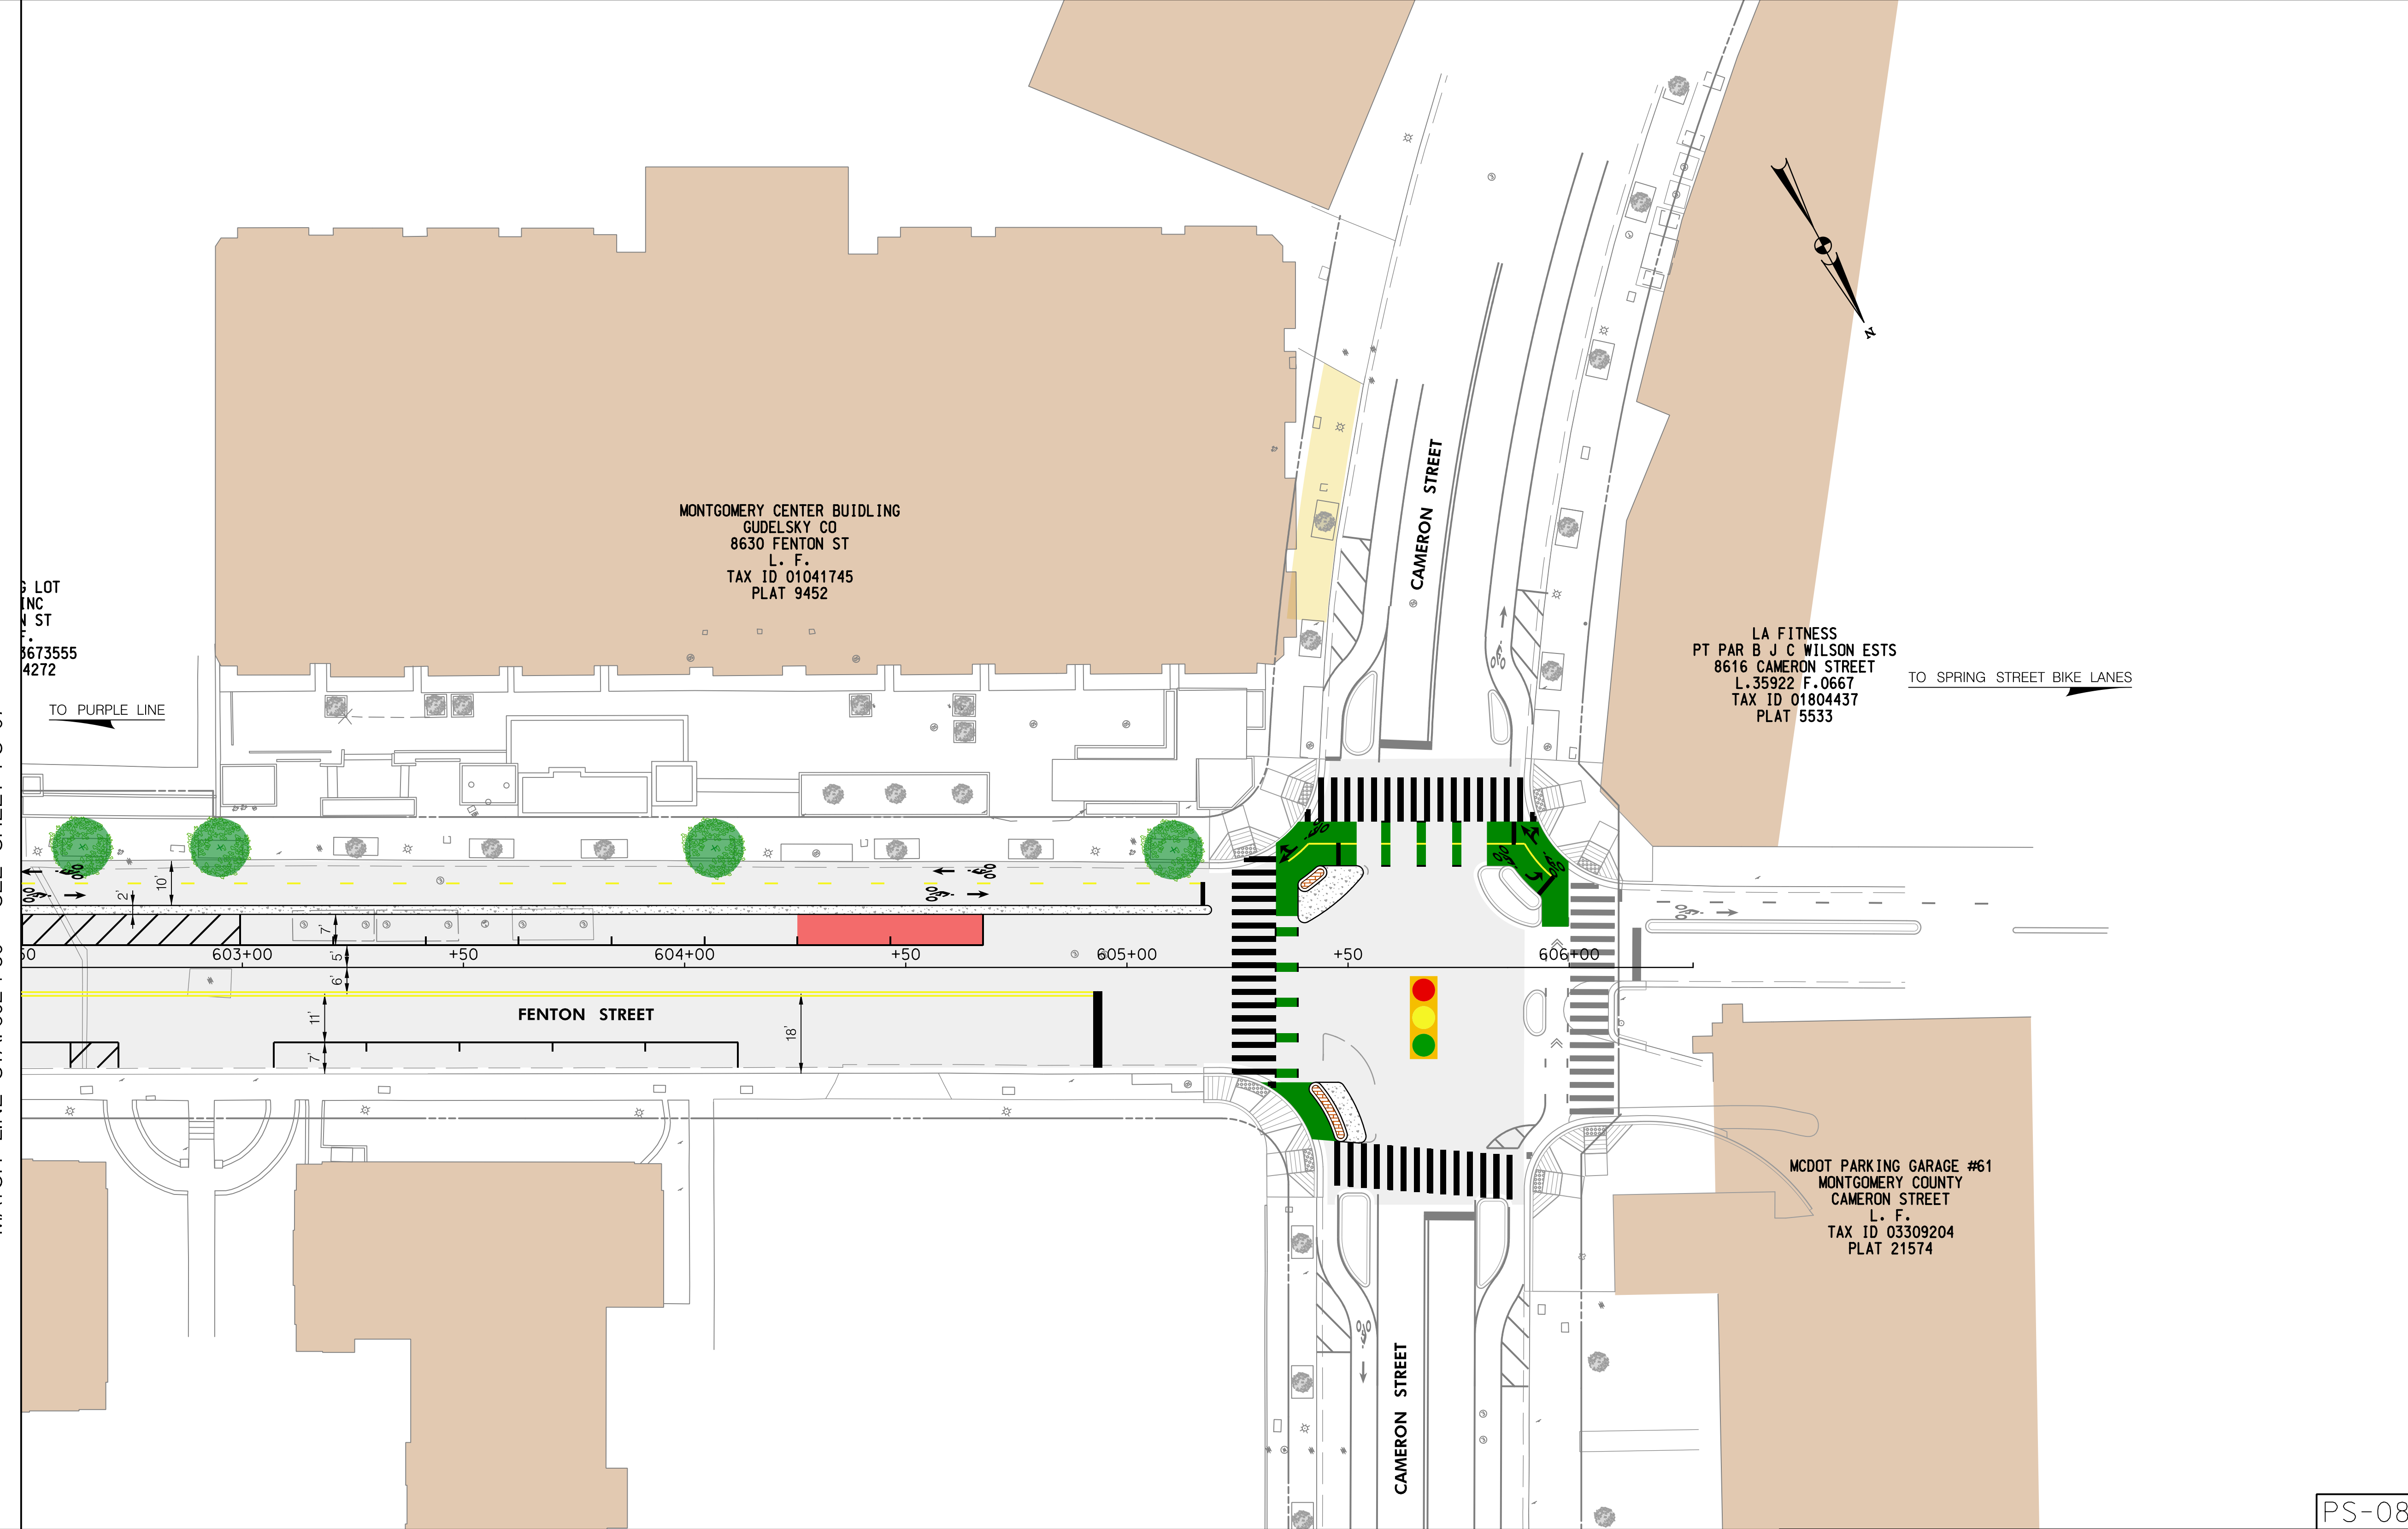 MONTGOMERY CENTER BUIDLING
GUDELSKY CO
8630 FENTON ST
L. F.
TAX ID 01041745
PLAT 9452
LOT
INC
ST
F.
3673555
4272
TO PURPLE LINE
CAMERON STREET
N
LA FITNESS
PT PAR B J C WILSON ESTS
8616 CAMERON STREET
L.35922 F.0667
TAX ID 01804437
PLAT 5533
TO SPRING STREET BIKE LANES
10'
2'
7'
5'
6'
11'
7'
18'
603+00
+50
604+00
+50
605+00
+50
606+00
FENTON STREET
MCDOT PARKING GARAGE #61
MONTGOMERY COUNTY
CAMERON STREET
L. F.
TAX ID 03309204
PLAT 21574
CAMERON STREET
PS-08